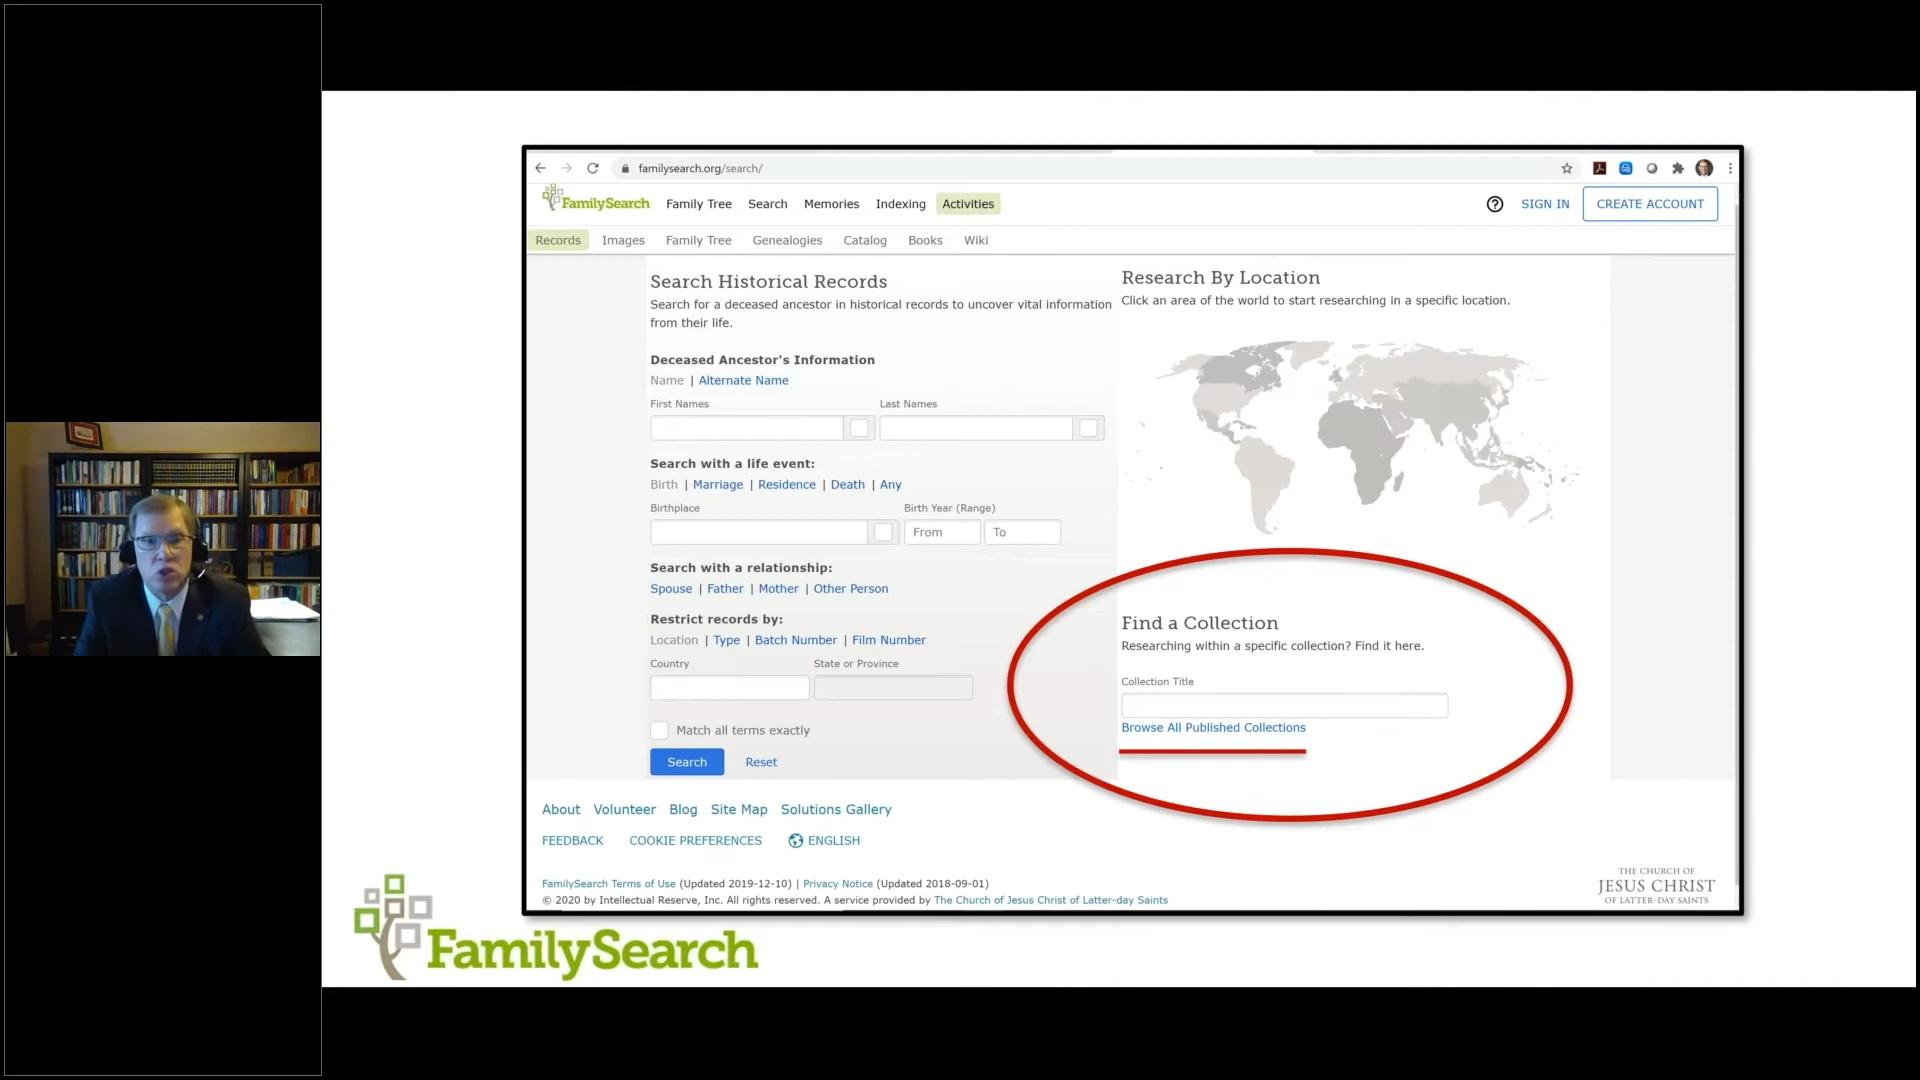 familysearch.org/search/
FamilySearch Family Tree Search Memories Indexing Activities SIGN IN CREATE ACCOUNT
Records Images Family Tree Genealogies Catalog Books Wiki
Search Historical Records
Search for a deceased ancestor in historical records to uncover vital information
from their life.
Deceased Ancestor's Information
Name | Alternate Name
First Names Last Names
Search with a life event:
Birth | Marriage | Residence | Death | Any
Birthplace Birth Year (Range)
From To
Search with a relationship:
Spouse | Father | Mother | Other Person
Restrict records by:
Location | Type | Batch Number | Film Number
Country State or Province
Match all terms exactly
Search Reset
Research By Location
Click an area of the world to start researching in a specific location.
Find a Collection
Researching within a specific collection? Find it here.
Collection Title
Browse All Published Collections
About Volunteer Blog Site Map Solutions Gallery
FEEDBACK COOKIE PREFERENCES ENGLISH
FamilySearch Terms of Use (Updated 2019-12-10) | Privacy Notice (Updated 2018-09-01)
© 2020 by Intellectual Reserve, Inc. All rights reserved. A service provided by The Church of Jesus Christ of Latter-day Saints
THE CHURCH OF
JESUS CHRIST
OF LATTER-DAY SAINTS
FamilySearch